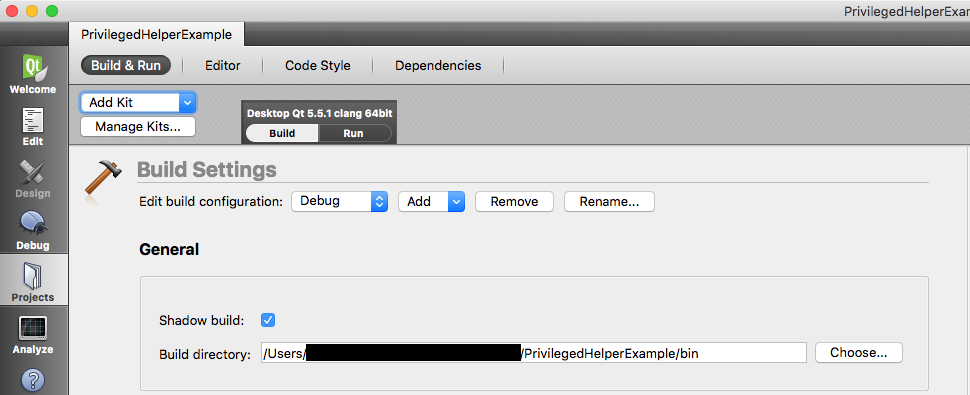 PrivilegedHelperExa
PrivilegedHelperExample
Build & Run Editor Code Style Dependencies
Qt
Welcome
Edit
Design
Debug
Projects
Analyze
?
Add Kit
Manage Kits...
Desktop Qt 5.5.1 clang 64bit
Build Run
Build Settings
Edit build configuration: Debug Add Remove Rename...
General
Shadow build:
Build directory: /Users/ /PrivilegedHelperExample/bin Choose...